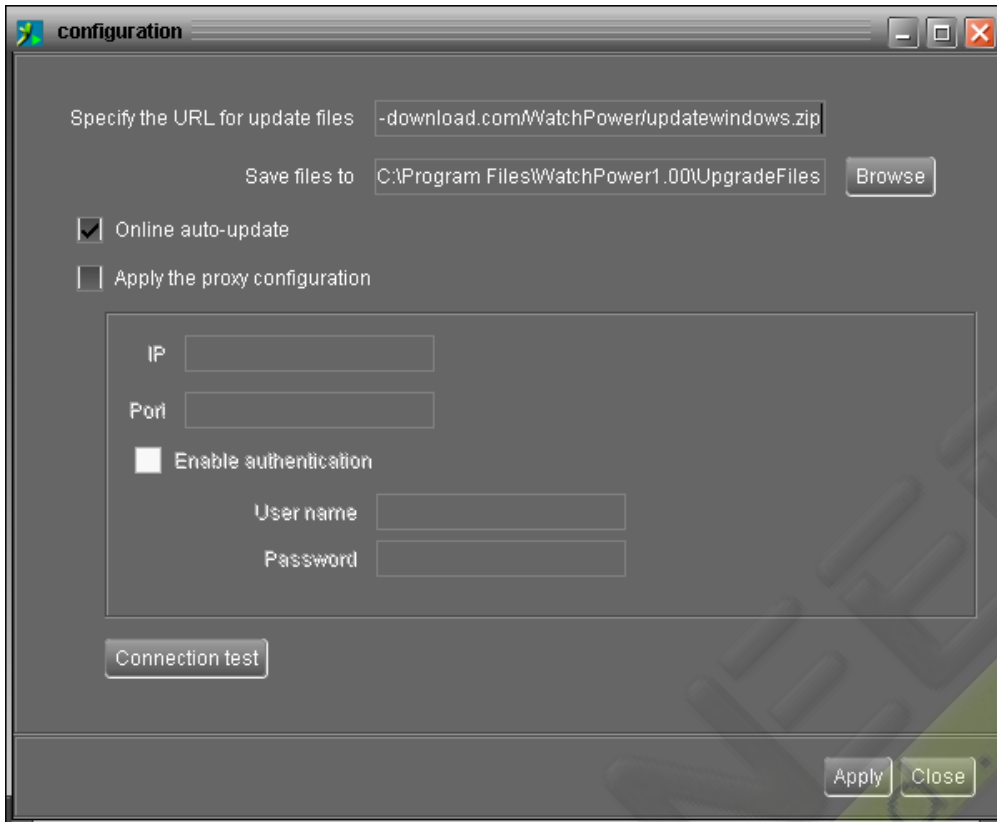 configuration
Specify the URL for update files -download.com/WatchPower/updatewindows.zip
Save files to C:\Program Files\WatchPower1.00\UpgradeFiles Browse
Online auto-update
Apply the proxy configuration
IP
Port
Enable authentication
User name
Password
Connection test
Apply Close